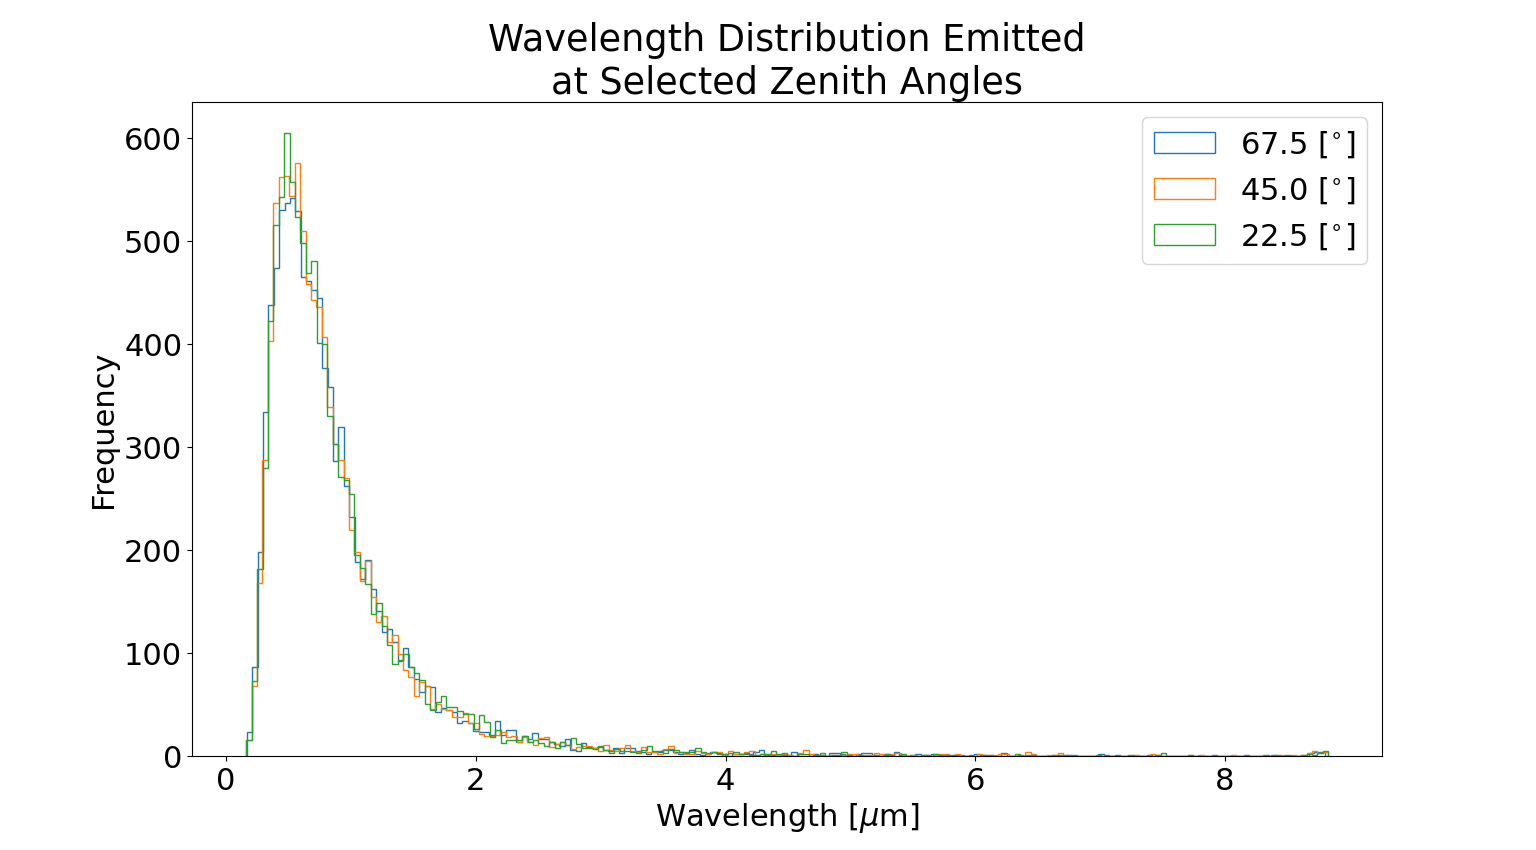 Wavelength Distribution Emitted
at Selected Zenith Angles
67.5 [°]
45.0 [°]
22.5 [°]
Frequency
600
500
400
300
200
100
0
0 2 4 6 8
Wavelength [μm]